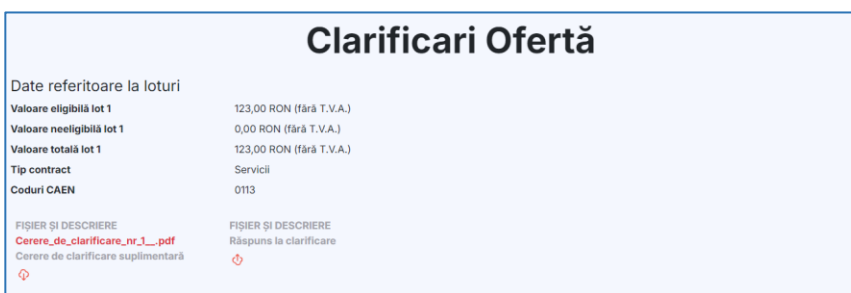 Clarificari Ofertă
Date referitoare la loturi
Valoare eligibilă lot 1 123,00 RON (fără T.V.A.)
Valoare neeligibilă lot 1 0,00 RON (fără T.V.A.)
Valoare totală lot 1 123,00 RON (fără T.V.A.)
Tip contract Servicii
Coduri CAEN 0113
FIȘIER ȘI DESCRIERE FIȘIER ȘI DESCRIERE
Cerere_de_clarificare_nr_1__.pdf Răspuns la clarificare
Cerere de clarificare suplimentară